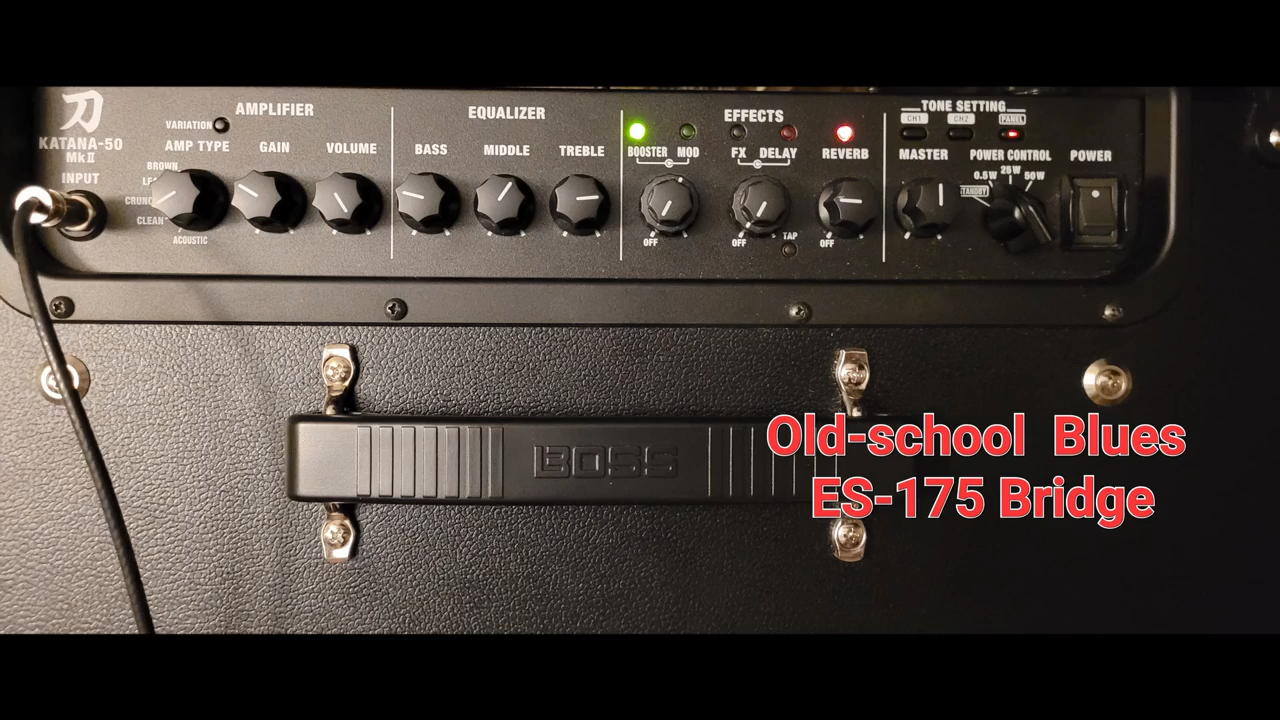 刀
KATANA-50
MkⅡ
INPUT
AMPLIFIER
VARIATION
AMP TYPE
GAIN
VOLUME
BROWN
CRUNCH
CLEAN
ACOUSTIC
EQUALIZER
BASS
MIDDLE
TREBLE
EFFECTS
BOOSTER
MOD
FX
DELAY
REVERB
OFF
OFF
TAP
OFF
TONE SETTING
CH1
CH2
PANEL
MASTER
POWER CONTROL
STANDBY
0.5W
25W
50W
POWER
BOSS
Old-school Blues
ES-175 Bridge